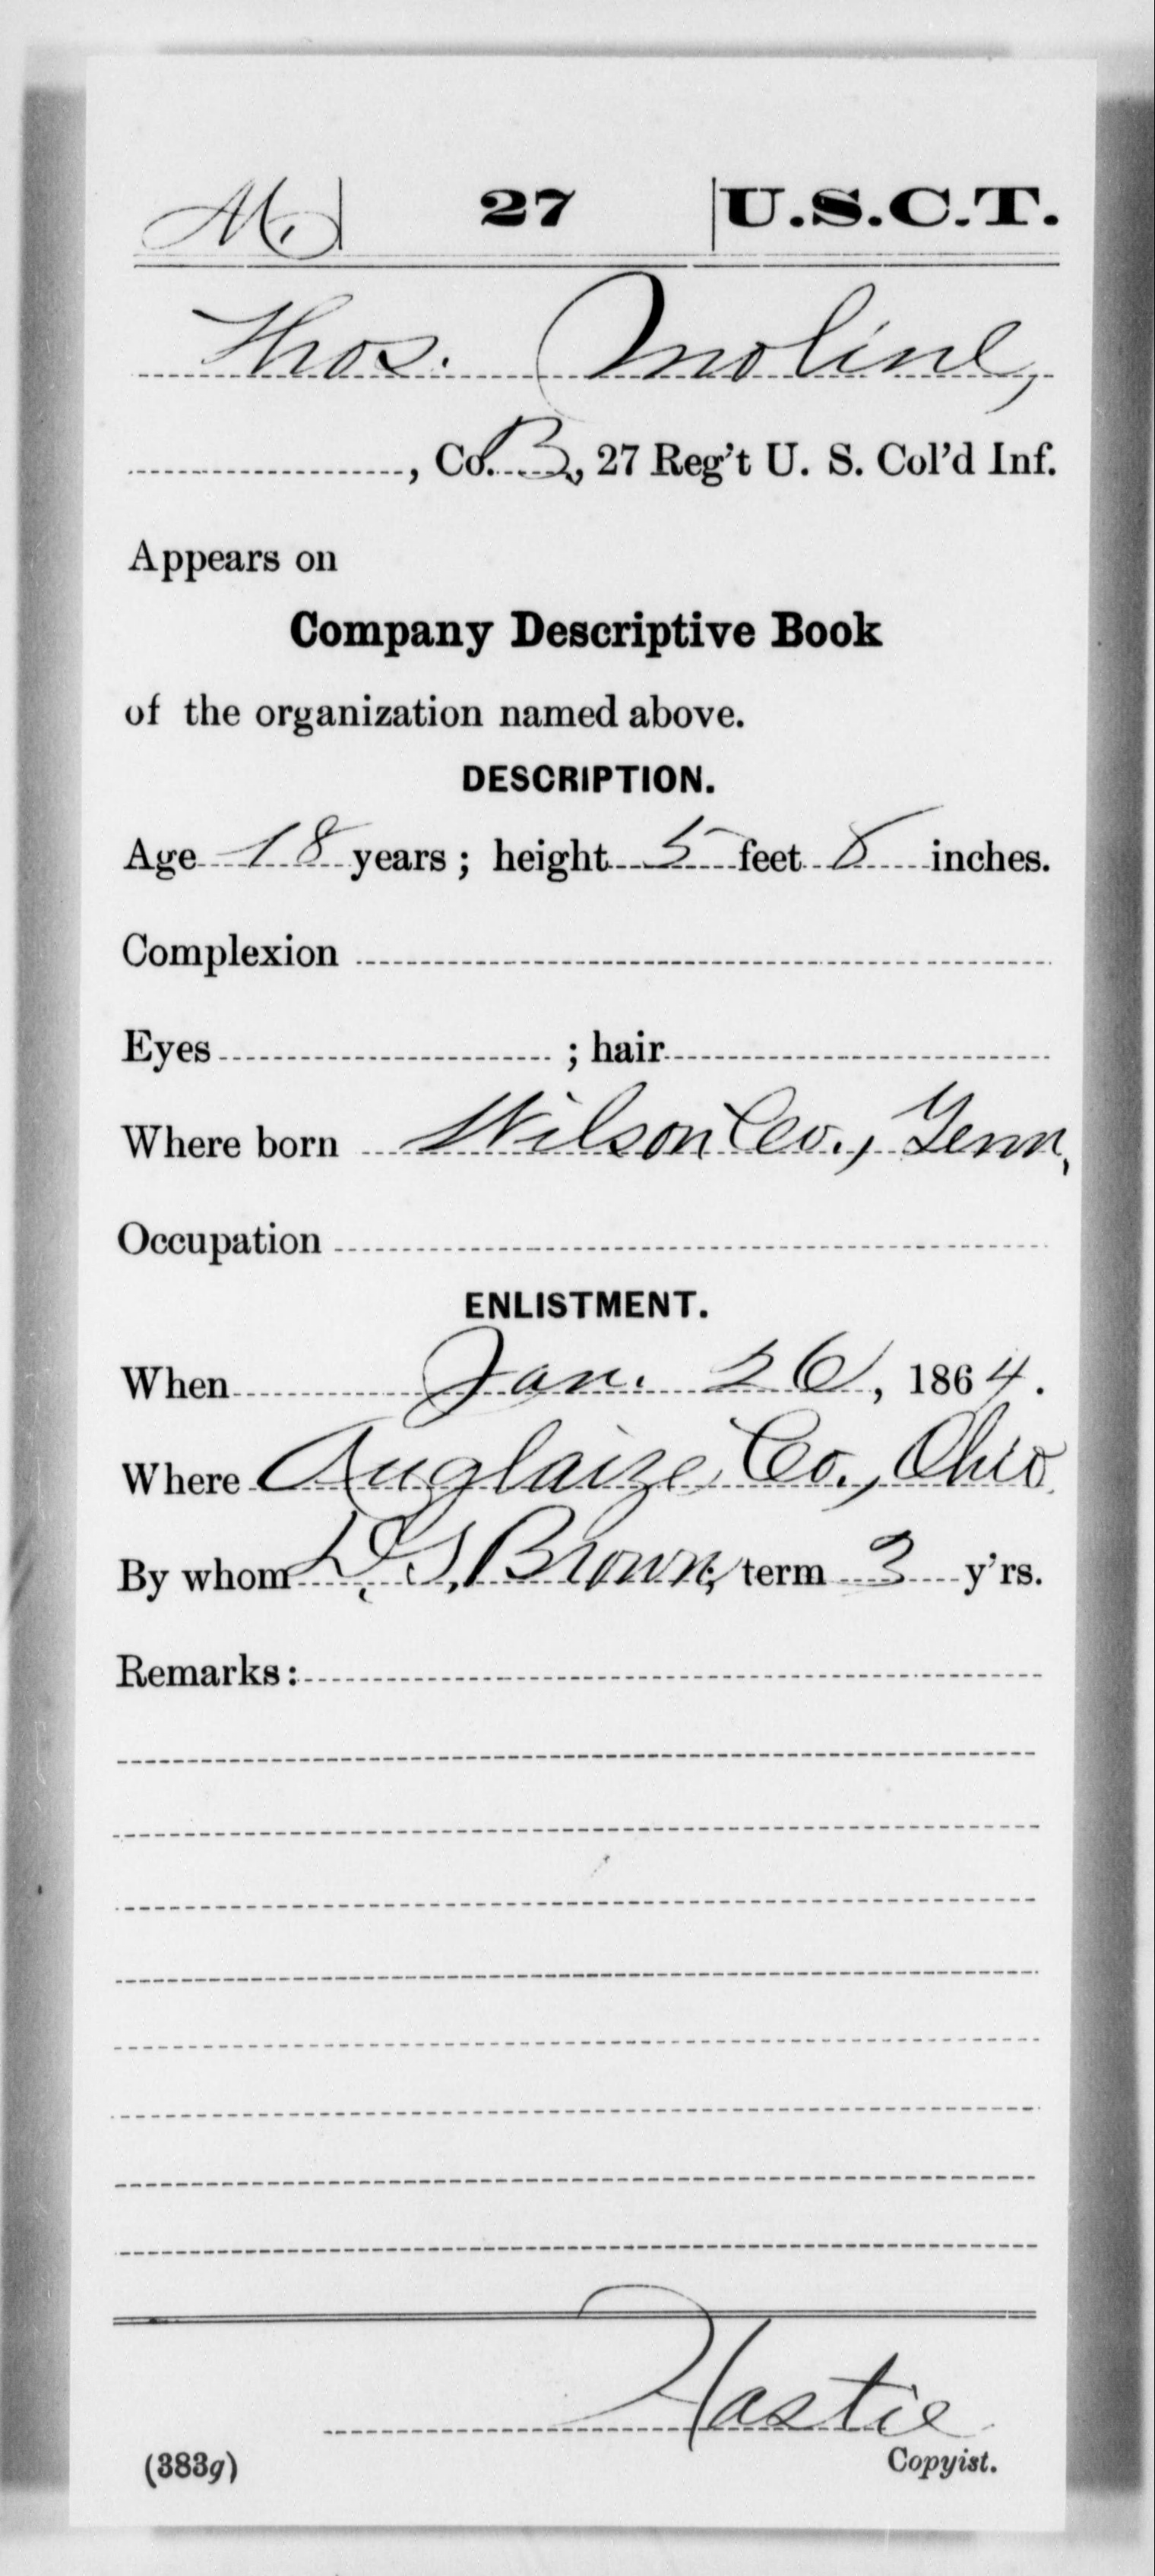 M | 27 | U.S.C.T.
Thos. Moline,
, Co. B, 27 Reg't U. S. Col'd Inf.
Appears on
Company Descriptive Book
of the organization named above.
DESCRIPTION.
Age 18 years; height 5 feet 8 inches.
Complexion
Eyes ; hair
Where born Wilson Co., Tenn,
Occupation
ENLISTMENT.
When Jan. 26, 1864.
Where Auglaize Co., Ohio.
By whom D. S. Brown; term 3 y'rs.
Remarks:
Hastie
(383g) Copyist.